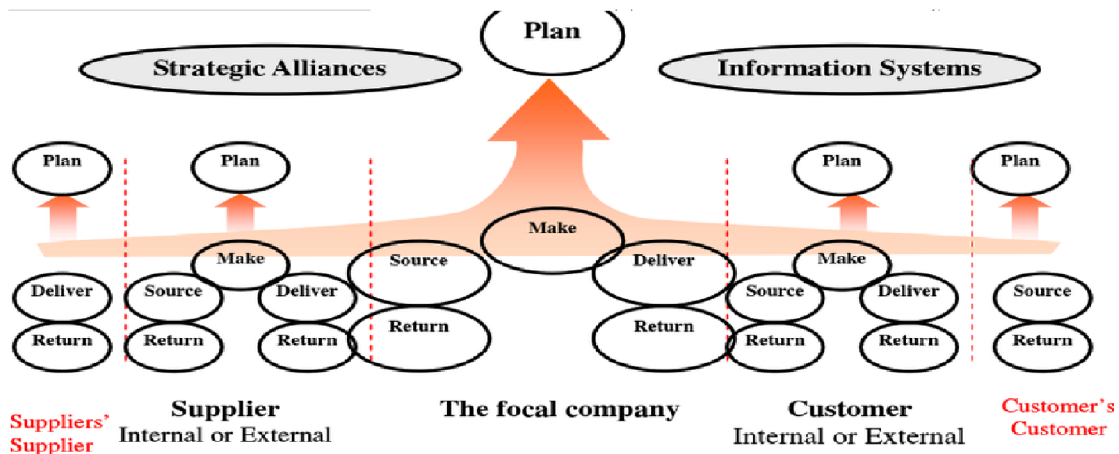 Plan
Strategic Alliances
Information Systems
Plan
Plan
Plan
Plan
Make
Make
Source
Deliver
Make
Deliver
Source
Deliver
Source
Deliver
Source
Return
Return
Return
Return
Return
Return
Return
Return
Suppliers'
Supplier
Supplier
Internal or External
The focal company
Customer
Internal or External
Customer's
Customer